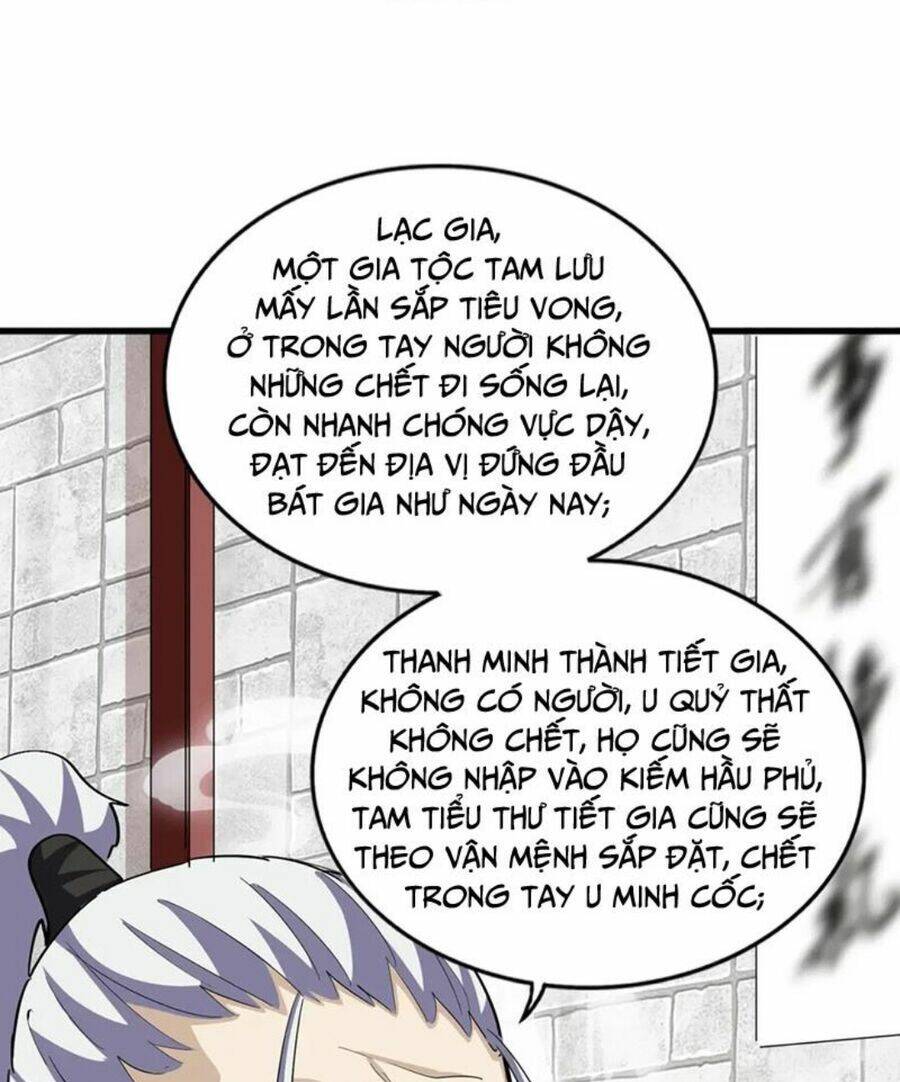 LẠC GIA,
MỘT GIA TỘC TAM LƯU
MẤY LẦN SẮP TIÊU VONG,
Ở TRONG TAY NGƯỜI KHÔNG
NHỮNG CHẾT ĐI SỐNG LẠI,
CÒN NHANH CHÓNG VỰC DẬY,
ĐẠT ĐẾN ĐỊA VỊ ĐỨNG ĐẦU
BÁT GIA NHƯ NGÀY NAY;
THANH MINH THÀNH TIẾT GIA,
KHÔNG CÓ NGƯỜI, U QUỶ THẤT
KHÔNG CHẾT, HỌ CŨNG SẼ
KHÔNG NHẬP VÀO KIẾM HẦU PHỦ,
TAM TIỂU THƯ TIẾT GIA CŨNG SẼ
THEO VẬN MỆNH SẮP ĐẶT, CHẾT
TRONG TAY U MINH CỐC;